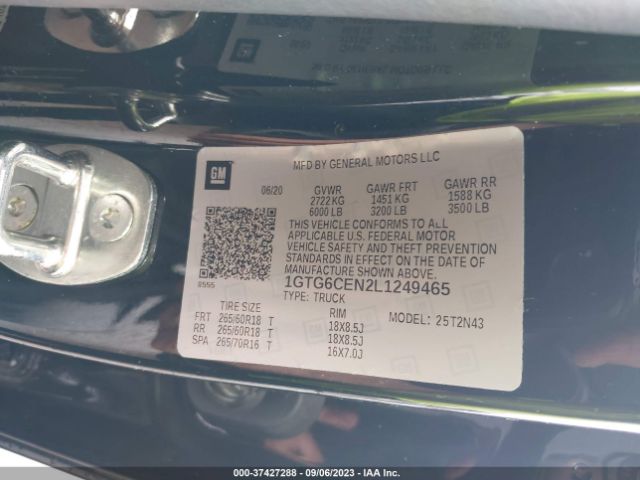 GM
MFD BY GENERAL MOTORS LLC
06/20 GVWR GAWR FRT GAWR RR
2722 KG 1451 KG 1588 KG
6000 LB 3200 LB 3500 LB
THIS VEHICLE CONFORMS TO ALL
APPLICABLE U.S. FEDERAL MOTOR
VEHICLE SAFETY AND THEFT PREVENTION
STANDARDS IN EFFECT ON THE DATE OF
MANUFACTURE SHOWN ABOVE.
0555
1GTG6CEN2L1249465
TYPE: TRUCK
TIRE SIZE RIM MODEL: 25T2N43
FRT 265/60R18 T 18X8.5J
RR 265/60R18 T 18X8.5J
SPA 265/70R16 T 16X7.0J
000-37427288 - 09/06/2023 - IAA Inc.